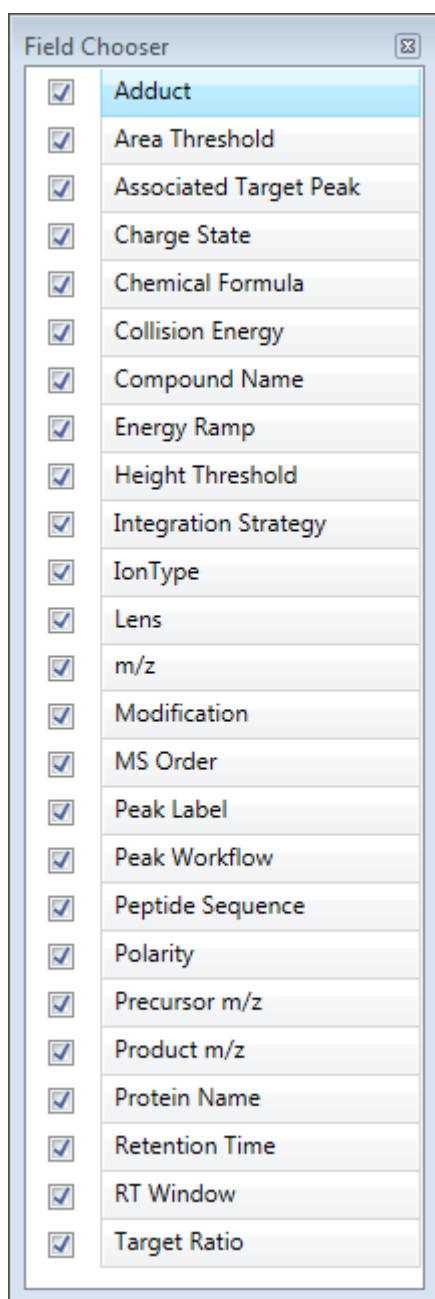 Field Chooser
Adduct
Area Threshold
Associated Target Peak
Charge State
Chemical Formula
Collision Energy
Compound Name
Energy Ramp
Height Threshold
Integration Strategy
IonType
Lens
m/z
Modification
MS Order
Peak Label
Peak Workflow
Peptide Sequence
Polarity
Precursor m/z
Product m/z
Protein Name
Retention Time
RT Window
Target Ratio